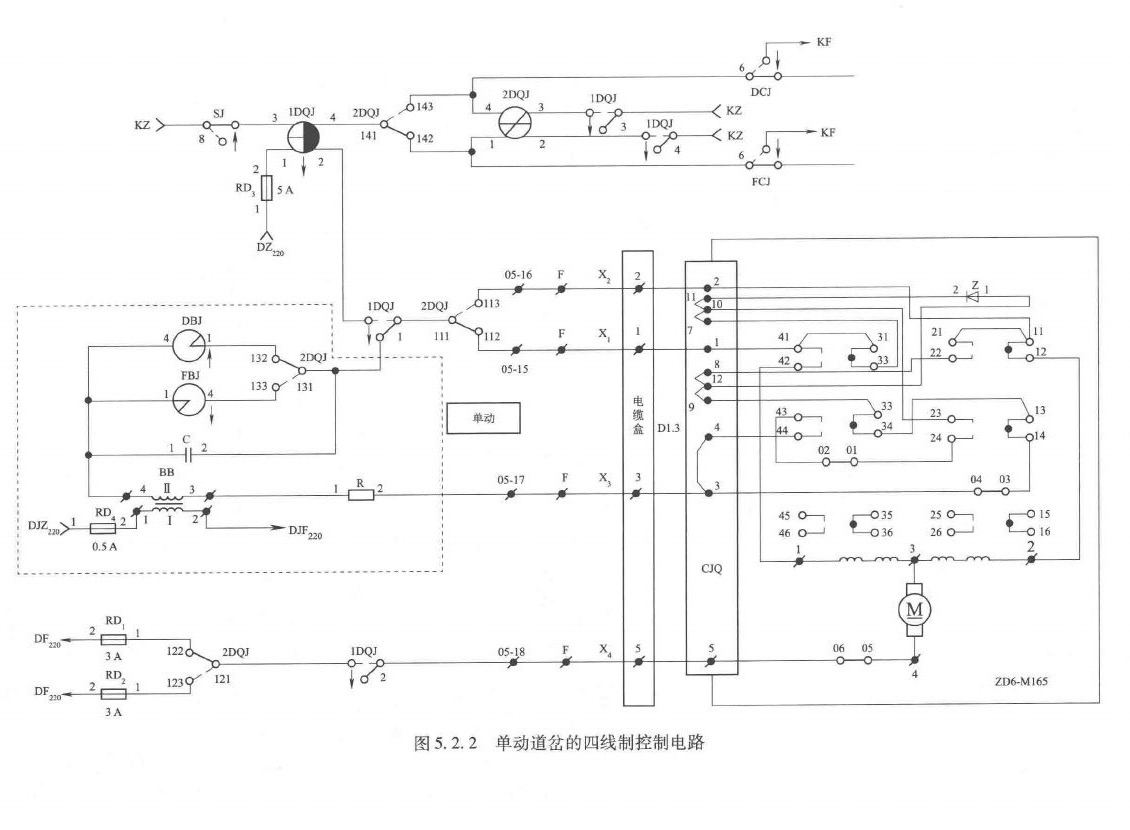 KF
6
DCJ
SJ
1DQJ
2DQJ
143
4
2DQJ
3
1DQJ
KZ
KZ
8
3
4
141
142
1
2
3
1DQJ
4
KZ
KF
1
2
6
FCJ
2
RD3
5 A
1
DZ220
05-16
F
X2
2
2
1DQJ
2DQJ
113
11
10
2
Z
1
1
111
112
7
05-15
F
X1
1
1
41
31
21
11
42
33
22
12
DBJ
4
1
132
2DQJ
FBJ
133
131
1
4
8
12
9
电缆盒
D1.3
单动
43
33
23
13
44
34
24
14
4
02
01
1
C
2
BB
4
II
3
1
R
2
05-17
F
X3
3
3
04
03
DJZ220
1
RD4
2
1
I
2
DJF220
0.5 A
45
35
25
15
46
36
26
16
1
3
2
CJQ
M
RD1
DF220
2
1
3 A
122
2DQJ
RD2
123
121
DF220
2
1
3 A
1DQJ
2
05-18
F
X4
5
5
06
05
4
ZD6-M165
图 5. 2. 2 单动道岔的四线制控制电路